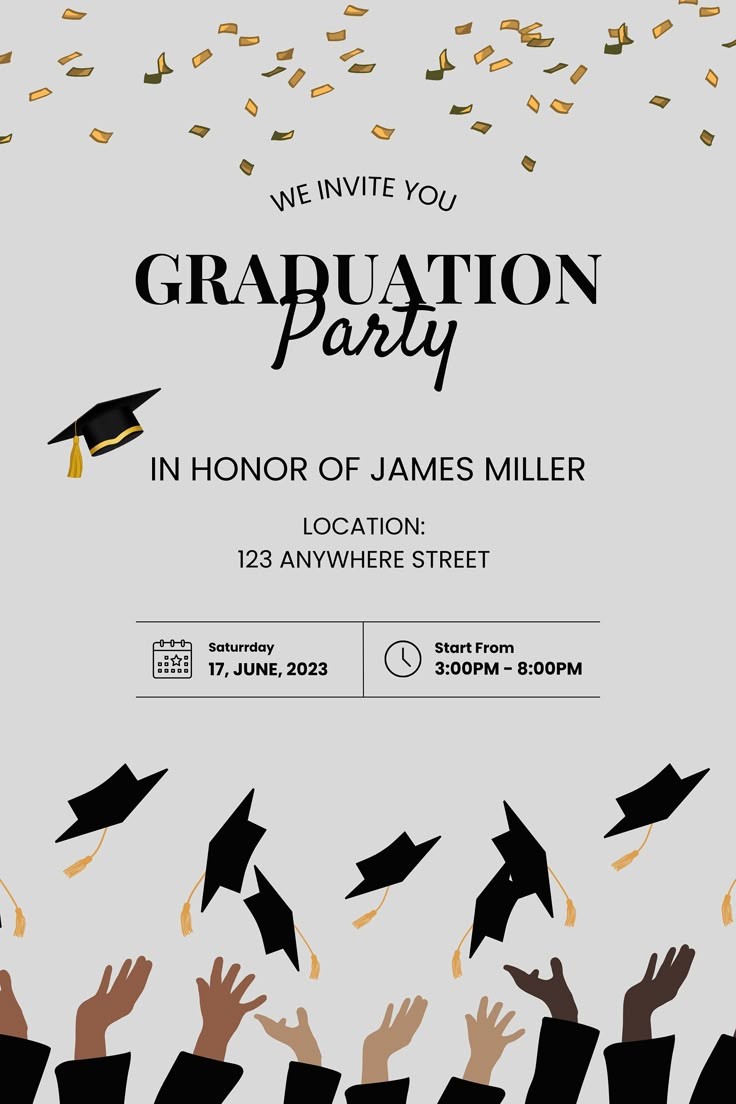 WE INVITE YOU
GRADUATION
Party
IN HONOR OF JAMES MILLER
LOCATION:
123 ANYWHERE STREET
Saturrday
17, JUNE, 2023
Start From
3:00PM - 8:00PM